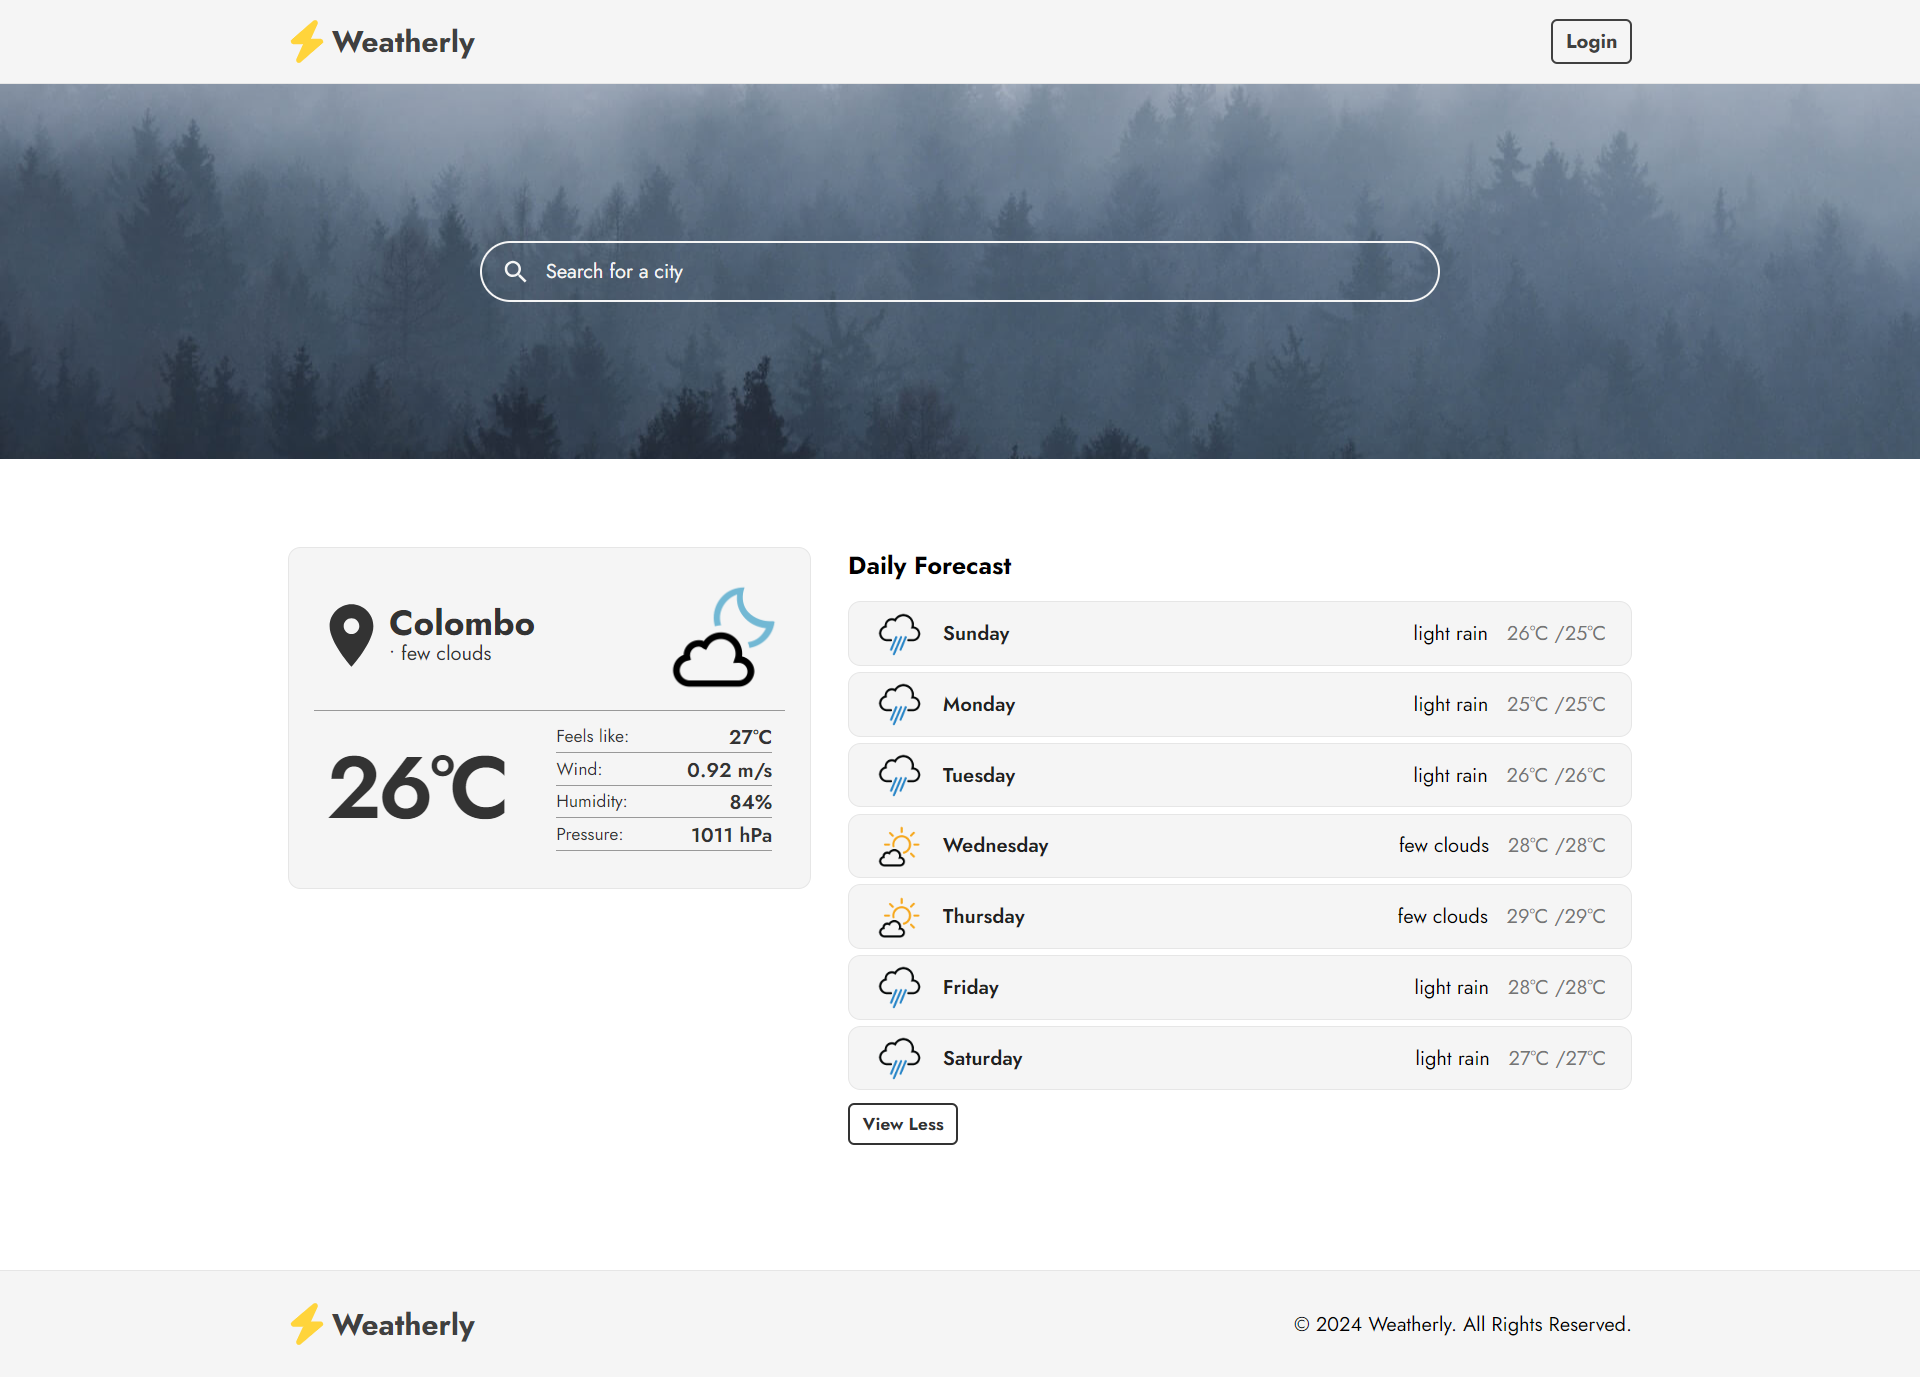 Weatherly
Login
Search for a city
Colombo
· few clouds
26°C
Feels like: 27°C
Wind: 0.92 m/s
Humidity: 84%
Pressure: 1011 hPa
Daily Forecast
Sunday light rain 26°C /25°C
Monday light rain 25°C /25°C
Tuesday light rain 26°C /26°C
Wednesday few clouds 28°C /28°C
Thursday few clouds 29°C /29°C
Friday light rain 28°C /28°C
Saturday light rain 27°C /27°C
View Less
Weatherly
© 2024 Weatherly. All Rights Reserved.